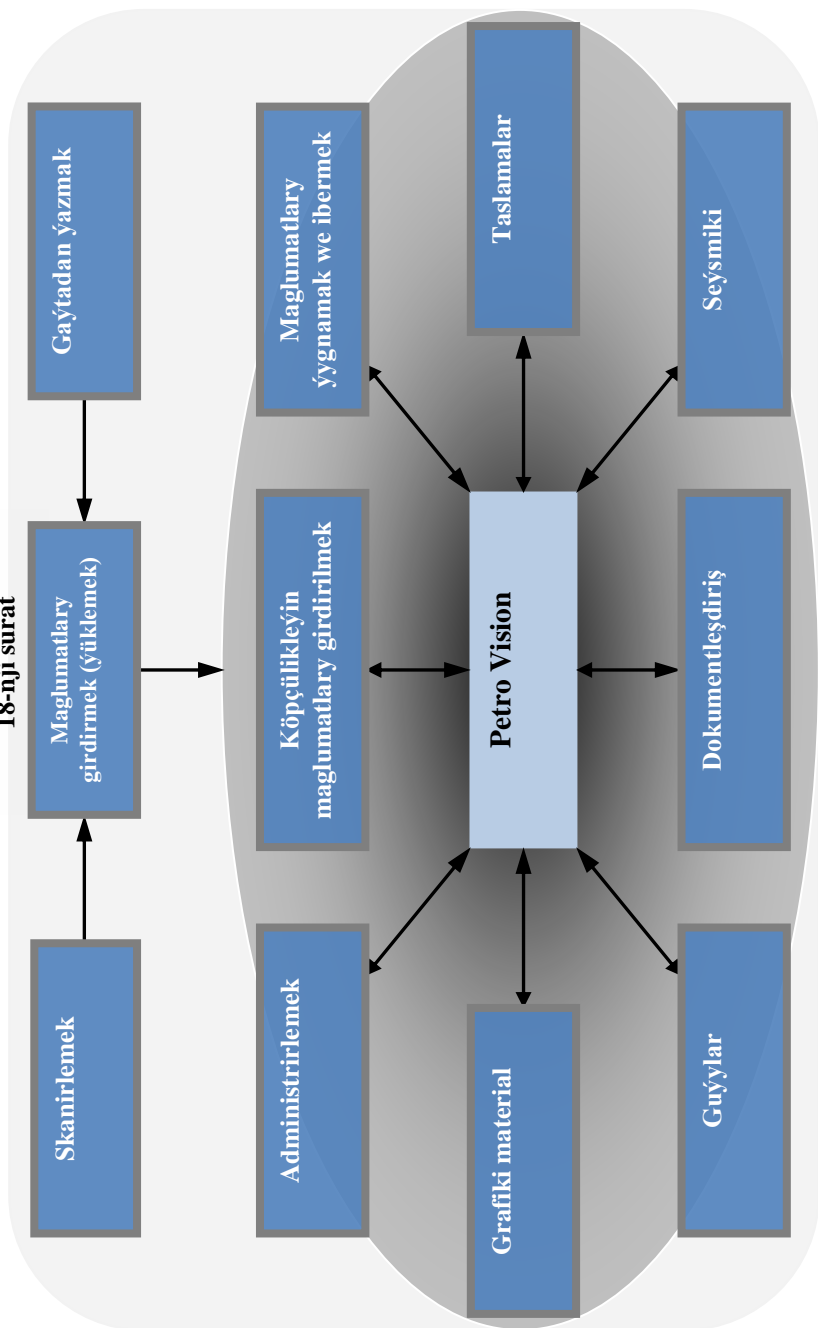 18-nji surat
Skanirlemek
Maglumatlary
girdirmek (ýüklemek)
Gaýtadan ýazmak
Administrirlemek
Köpçülikleýin
maglumatlary girdirilmek
Maglumatlary
ýygnamak we ibermek
Grafiki material
Petro Vision
Taslamalar
Guýylar
Dokumentleşdiriş
Seýsmiki